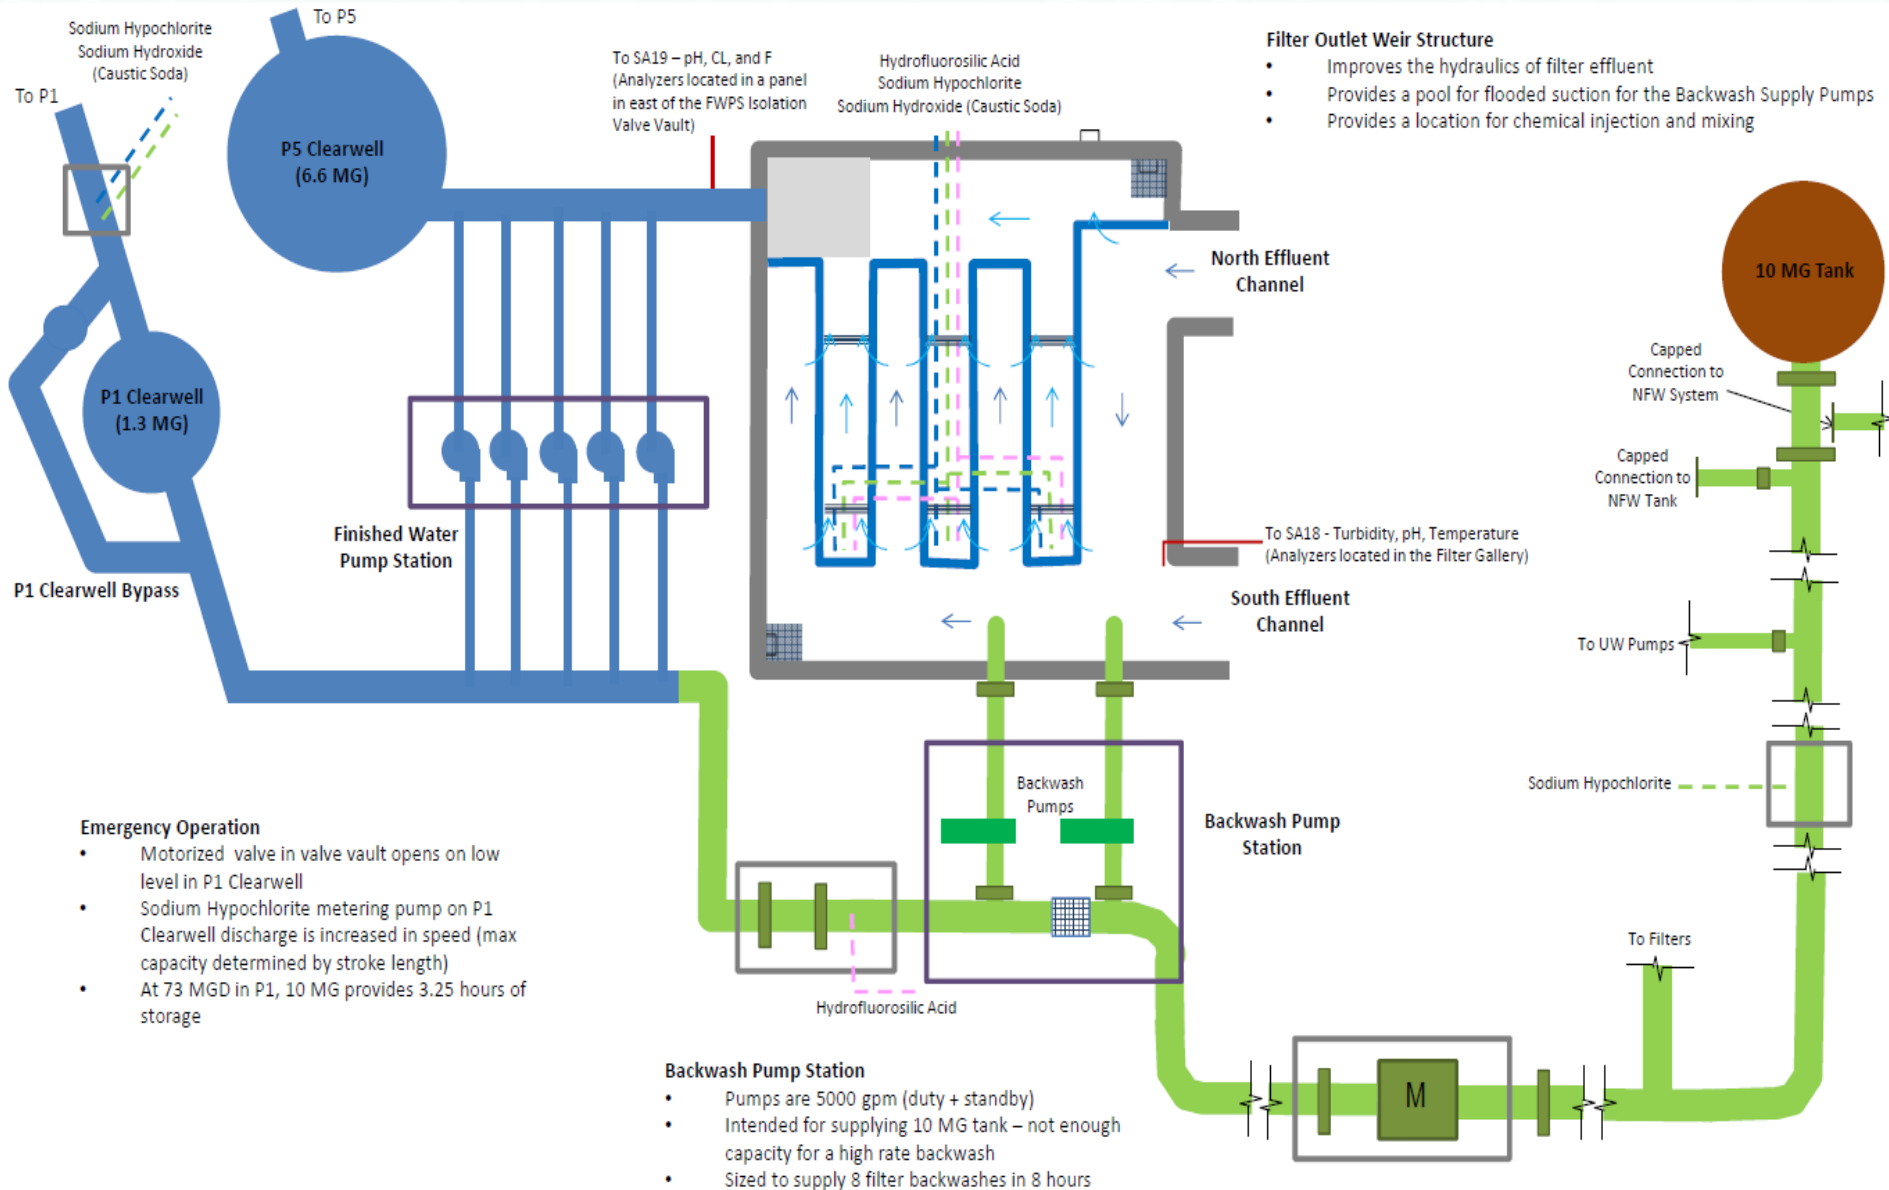 Sodium Hypochlorite
Sodium Hydroxide
(Caustic Soda)
To P1
To P5
P5 Clearwell
(6.6 MG)
To SA19 – pH, CL, and F
(Analyzers located in a panel
in east of the FWPS Isolation
Valve Vault)
Hydrofluorosilic Acid
Sodium Hypochlorite
Sodium Hydroxide (Caustic Soda)
Filter Outlet Weir Structure
• Improves the hydraulics of filter effluent
• Provides a pool for flooded suction for the Backwash Supply Pumps
• Provides a location for chemical injection and mixing
10 MG Tank
North Effluent
Channel
Capped
Connection to
NFW System
Capped
Connection to
NFW Tank
P1 Clearwell
(1.3 MG)
Finished Water
Pump Station
P1 Clearwell Bypass
To SA18 - Turbidity, pH, Temperature
(Analyzers located in the Filter Gallery)
South Effluent
Channel
To UW Pumps
Sodium Hypochlorite
Backwash
Pumps
Backwash Pump
Station
Emergency Operation
• Motorized valve in valve vault opens on low
level in P1 Clearwell
• Sodium Hypochlorite metering pump on P1
Clearwell discharge is increased in speed (max
capacity determined by stroke length)
• At 73 MGD in P1, 10 MG provides 3.25 hours of
storage
Hydrofluorosilic Acid
To Filters
M
Backwash Pump Station
• Pumps are 5000 gpm (duty + standby)
• Intended for supplying 10 MG tank – not enough
capacity for a high rate backwash
• Sized to supply 8 filter backwashes in 8 hours